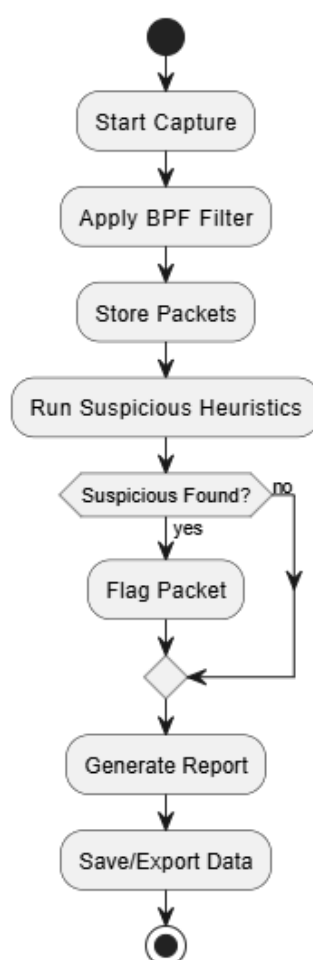 Start Capture
Apply BPF Filter
Store Packets
Run Suspicious Heuristics
Suspicious Found?
no
yes
Flag Packet
Generate Report
Save/Export Data